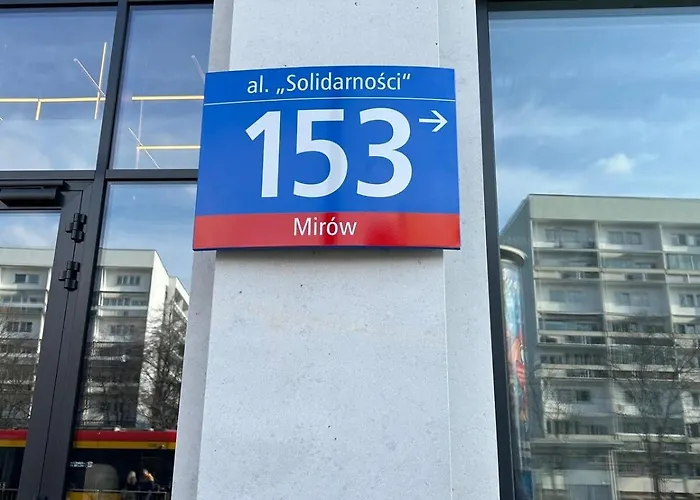 al. „Solidarności“
153 →
Mirów